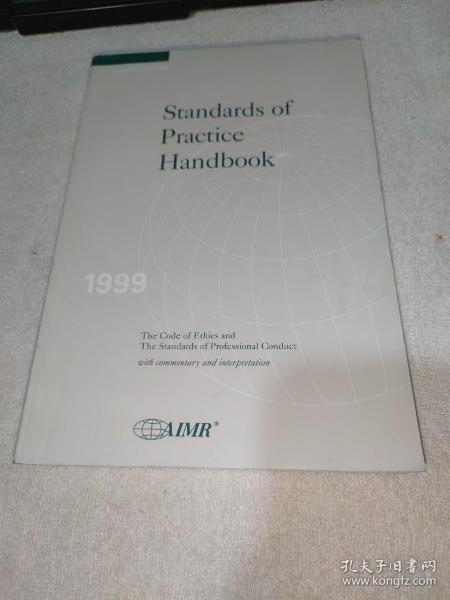 Standards of
Practice
Handbook
1999
The Code of Ethics and
The Standards of Professional Conduct
with commentary and interpretation
AIMR®
孔夫子旧书网
www.kongfz.com